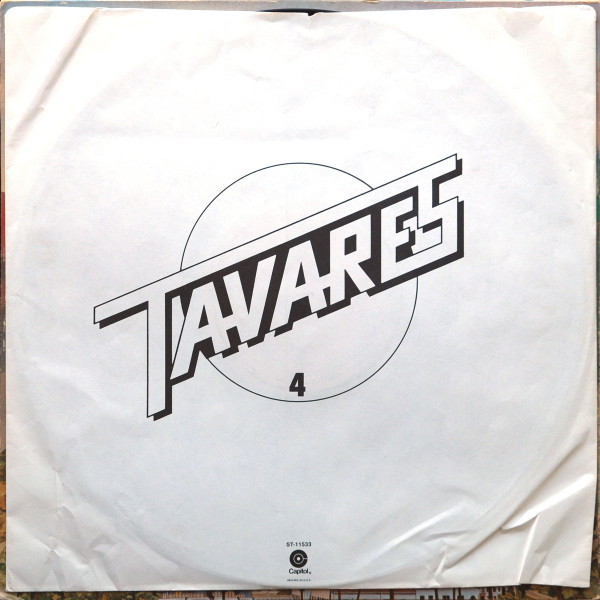 TAVARES
4
ST-11533
Capitol